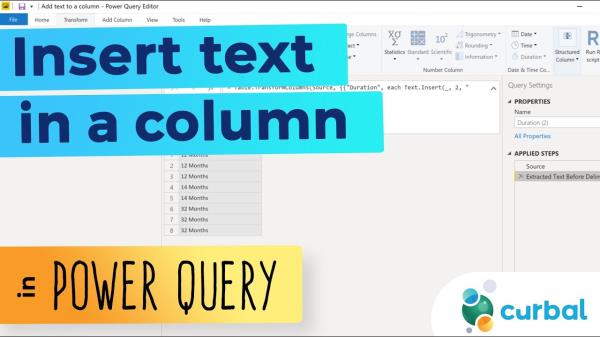 Add text to a column - Power Query Editor
File Home Transform Add Column View Tools Help
Insert text
in a column
Columns
Statistics Standard Scientific
Trigonometry
Rounding
Information
Number Column
Date
Time
Duration
Date & Time Co...
Structured
Column
Run R
script
= Table.TransformColumns(Source, {{"Duration", each Text.Insert(_, 2, "
1 12 Months
2 12 Months
3 12 Months
4 14 Months
5 14 Months
6 32 Months
7 32 Months
8 32 Months
Query Settings
PROPERTIES
Name
Duration (2)
All Properties
APPLIED STEPS
Source
Extracted Text Before Delim
in POWER QUERY
curbal